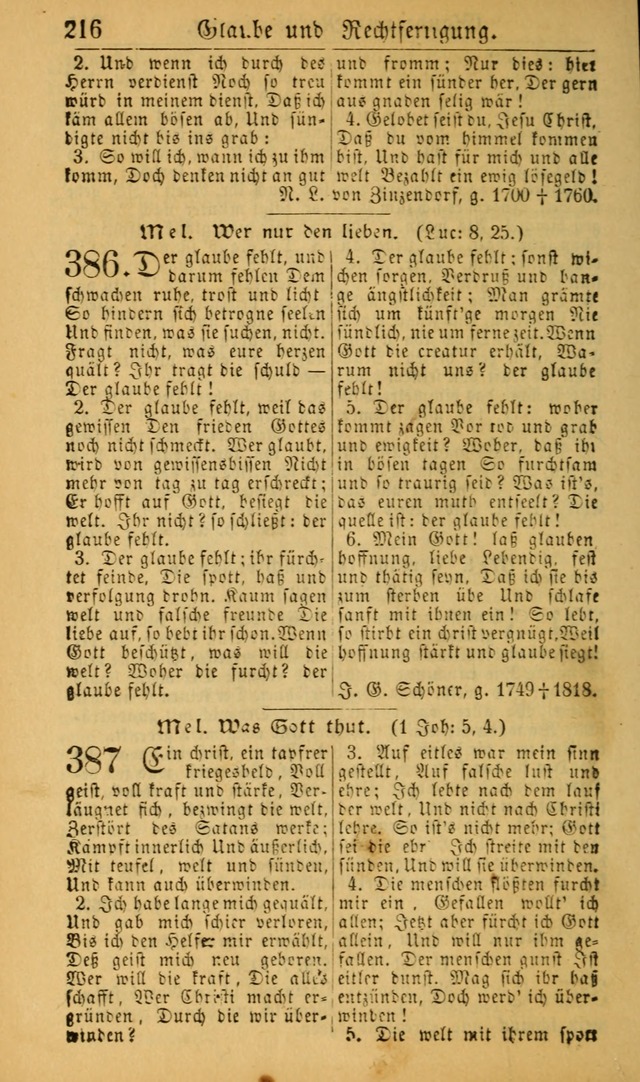 216 Glaube und Rechtfertigung.
2. Und wenn ich durch des
Herrn verdienst Noch so treu
würd in meinem dienst, Daß ich
käm allem bösen ab, Und sün-
digte nicht bis ins grab:
3. So will ich, wann ich zu ihm
komm, Doch denken nicht an gut
und fromm; Nur dies: hier
kommt ein sünder her, Der gern
aus gnaden selig wär!
4. Gelobet seist du, Jesu Christ,
Daß du vom himmel kommen
bist, Und hast für mich und alle
welt Bezahlt ein ewig lösegeld!
N. L. von Zinzendorf, g. 1700 † 1760.
Mel. Wer nur den lieben. (Luc: 8, 25.)
386. Der glaube fehlt, und
darum fehlen Dem
schwachen ruhe, trost und licht
So hindern sich betrogne seelen
Und finden, was sie suchen, nicht.
Fragt nicht, was eure herzen
quält? Ihr tragt die schuld —
Der glaube fehlt!
2. Der glaube fehlt, weil das
gewissen Den frieden Gottes
noch nicht schmeckt. Wer glaubt,
wird von gewissensbissen Nicht
mehr von tag zu tag erschreckt;
Er hofft auf Gott, besiegt die
welt. Ihr nicht? so schließt: der
glaube fehlt.
3. Der glaube fehlt; ihr fürch-
tet feinde, Die spott, haß und
verfolgung drohn. Kaum sagen
welt und falsche freunde Die
liebe auf, so bebt ihr schon. Wenn
Gott beschützt, was will die
welt? Woher die furcht? der
glaube fehlt.
4. Der glaube fehlt; sonst wi-
chen sorgen, Verdruß und ban-
ge ängstlichkeit; Man grämte
sich um künft'ge morgen Nie
sündlich, nie um ferne zeit. Wenn
Gott die creatur erhält, Wa-
rum nicht uns? der glaube
fehlt!
5. Der glaube fehlt: woher
kommt zagen Vor tod und grab
und ewigkeit? Woher, daß ihr
in bösen tagen So furchtsam
und so traurig seid? Was ist's,
das euren muth entseelt? Die
quelle ist: der glaube fehlt!
6. Mein Gott! laß glauben,
hoffnung, liebe Lebendig, fest
und thätig seyn, Daß ich sie bis
zum sterben übe Und schlafe
sanft mit ihnen ein! So lebt,
so stirbt ein christ vergnügt, Weil
hoffnung stärkt und glaube siegt!
J. G. Schöner, g. 1749 † 1818.
Mel. Was Gott thut. (1 Joh: 5, 4.)
387 Ein christ, ein tapfrer
kriegesheld, Voll
geist, voll kraft und stärke, Ver-
läugnet sich, bezwingt die welt,
Zerstört des Satans werke;
Kämpft innerlich Und äußerlich,
Mit teufel, welt und sünden,
Und kann auch überwinden.
2. Ich habe lange mich gequält,
Und gab mich schier verloren,
Bis ich den Helfer mir erwählt,
Deß geist mich neu geboren.
Wer will die kraft, Die alles
schafft, Wer Christi macht er-
gründen, Durch die wir über-
winden?
3. Auf eitles war mein sinn
gestellt, Auf falsche lust und
ehre; Ich lebte nach dem lauf
der welt, Und nicht nach Christi
lehre. So ist's nicht mehr; Gott
sei die ehr Ich streite mit den
sünden, Und will sie überwinden.
4. Die menschen flößten furcht
mir ein, Gefallen wollt' ich
allen; Jetzt aber fürcht ich Gott
allein, Und will nur ihm ge-
fallen. Der menschen gunst Ist
eitler dunst. Mag sich ihr haß
entzünden, Doch werd' ich über-
winden!
5. Die welt mit ihrem spott